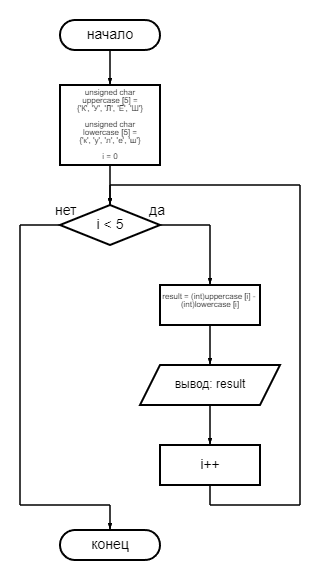 начало
unsigned char
uppercase [5] =
{'К', 'У', 'Л', 'Е', 'Ш'}
unsigned char
lowercase [5] =
{'к', 'у', 'л', 'е', 'ш'}
i = 0
нет
да
i < 5
result = (int)uppercase [i] -
(int)lowercase [i]
вывод: result
i++
конец